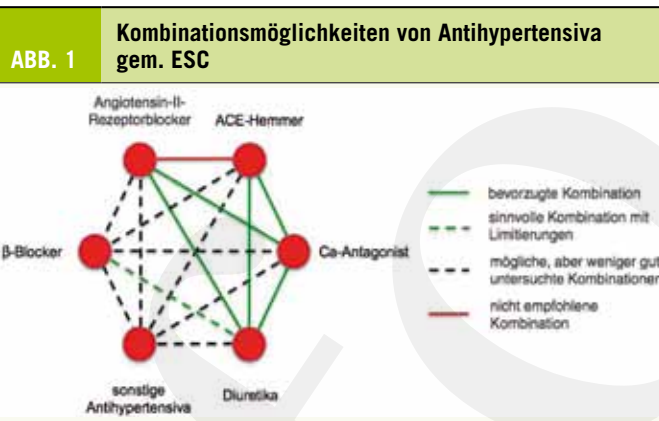 ABB. 1
Kombinationsmöglichkeiten von Antihypertensiva
gem. ESC
Angiotensin-II-
Rezeptorblocker
ACE-Hemmer
β-Blocker
Ca-Antagonist
sonstige
Antihypertensiva
Diuretika
bevorzugte Kombination
sinnvolle Kombination mit
Limitierungen
mögliche, aber weniger gut
untersuchte Kombinationen
nicht empfohlene
Kombination